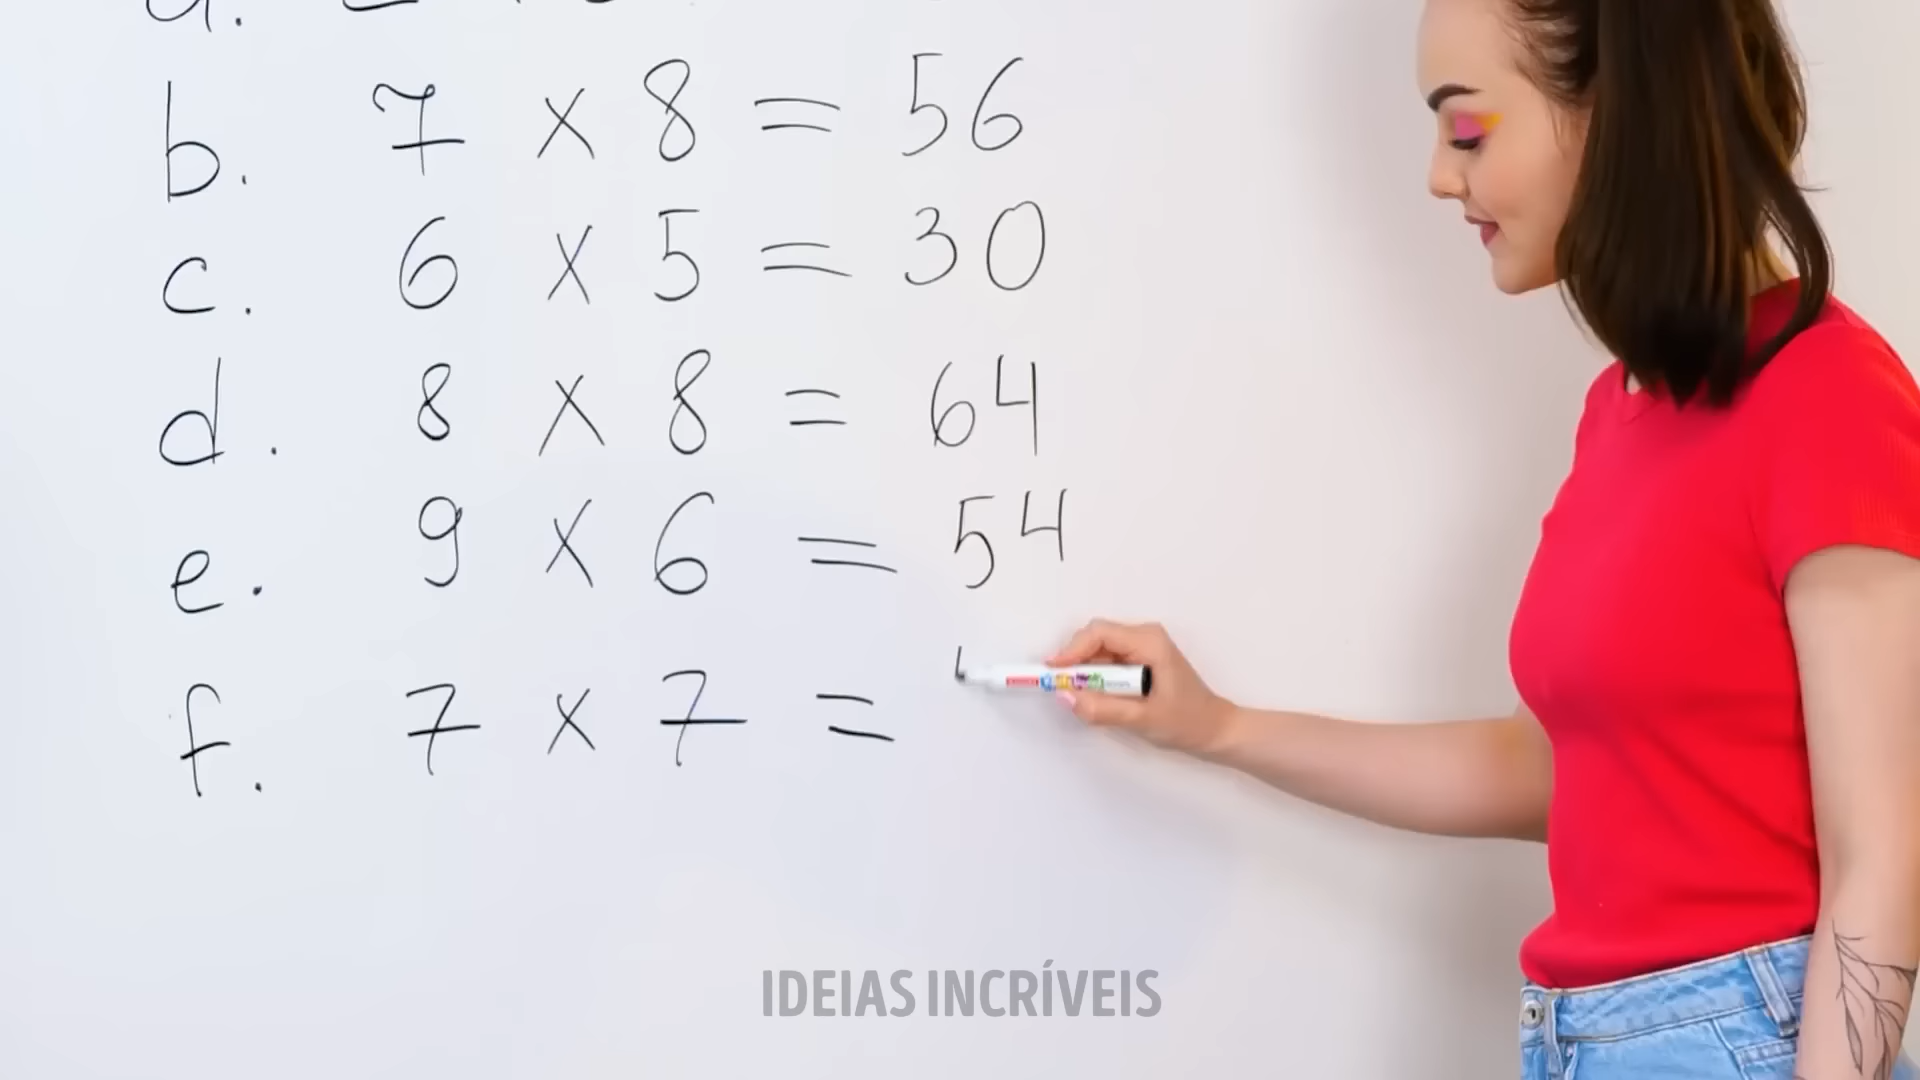 b. 7 x 8 = 56
c. 6 x 5 = 30
d. 8 x 8 = 64
e. 9 x 6 = 54
f. 7 x 7 =
IDEIAS INCRÍVEIS